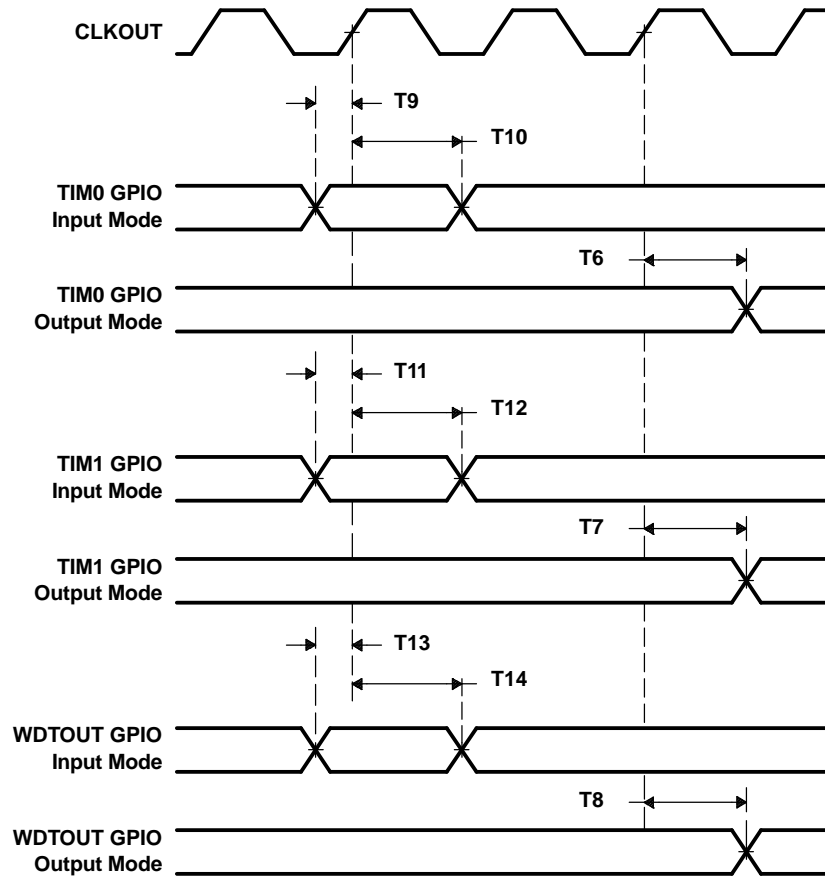 CLKOUT
T9
T10
TIM0 GPIO
Input Mode
T6
TIM0 GPIO
Output Mode
T11
T12
TIM1 GPIO
Input Mode
T7
TIM1 GPIO
Output Mode
T13
T14
WDTOUT GPIO
Input Mode
T8
WDTOUT GPIO
Output Mode